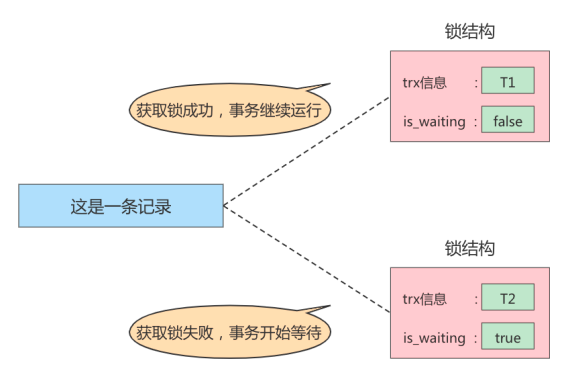 锁结构
trx信息 : T1
获取锁成功，事务继续运行
is_waiting : false
这是一条记录
锁结构
trx信息 : T2
获取锁失败，事务开始等待
is_waiting : true